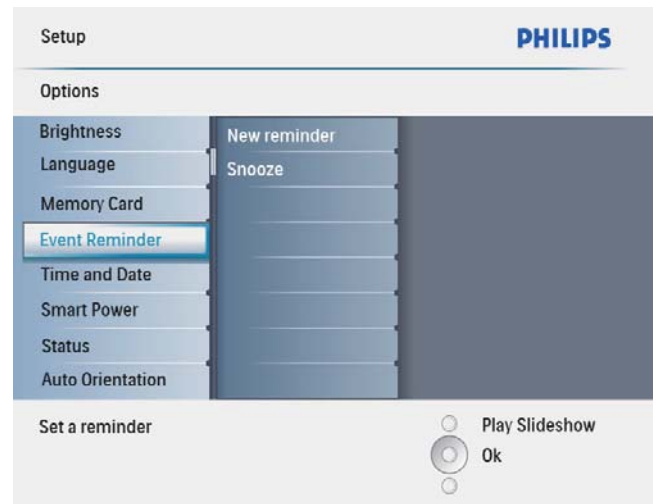 Setup
PHILIPS
Options
Brightness
Language
Memory Card
Event Reminder
Time and Date
Smart Power
Status
Auto Orientation
New reminder
Snooze
Set a reminder
Play Slideshow
Ok